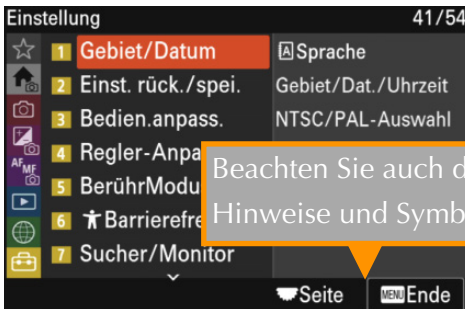 Einstellung 41/54
1 Gebiet/Datum
2 Einst. rück./spei.
3 Bedien.anpass.
4 Regler-Anpa
5 BerührModu
6 Barrierefre
7 Sucher/Monitor
A Sprache
Gebiet/Dat./Uhrzeit
NTSC/PAL-Auswahl
AF MF
Beachten Sie auch d
Hinweise und Symb
Seite MENU Ende